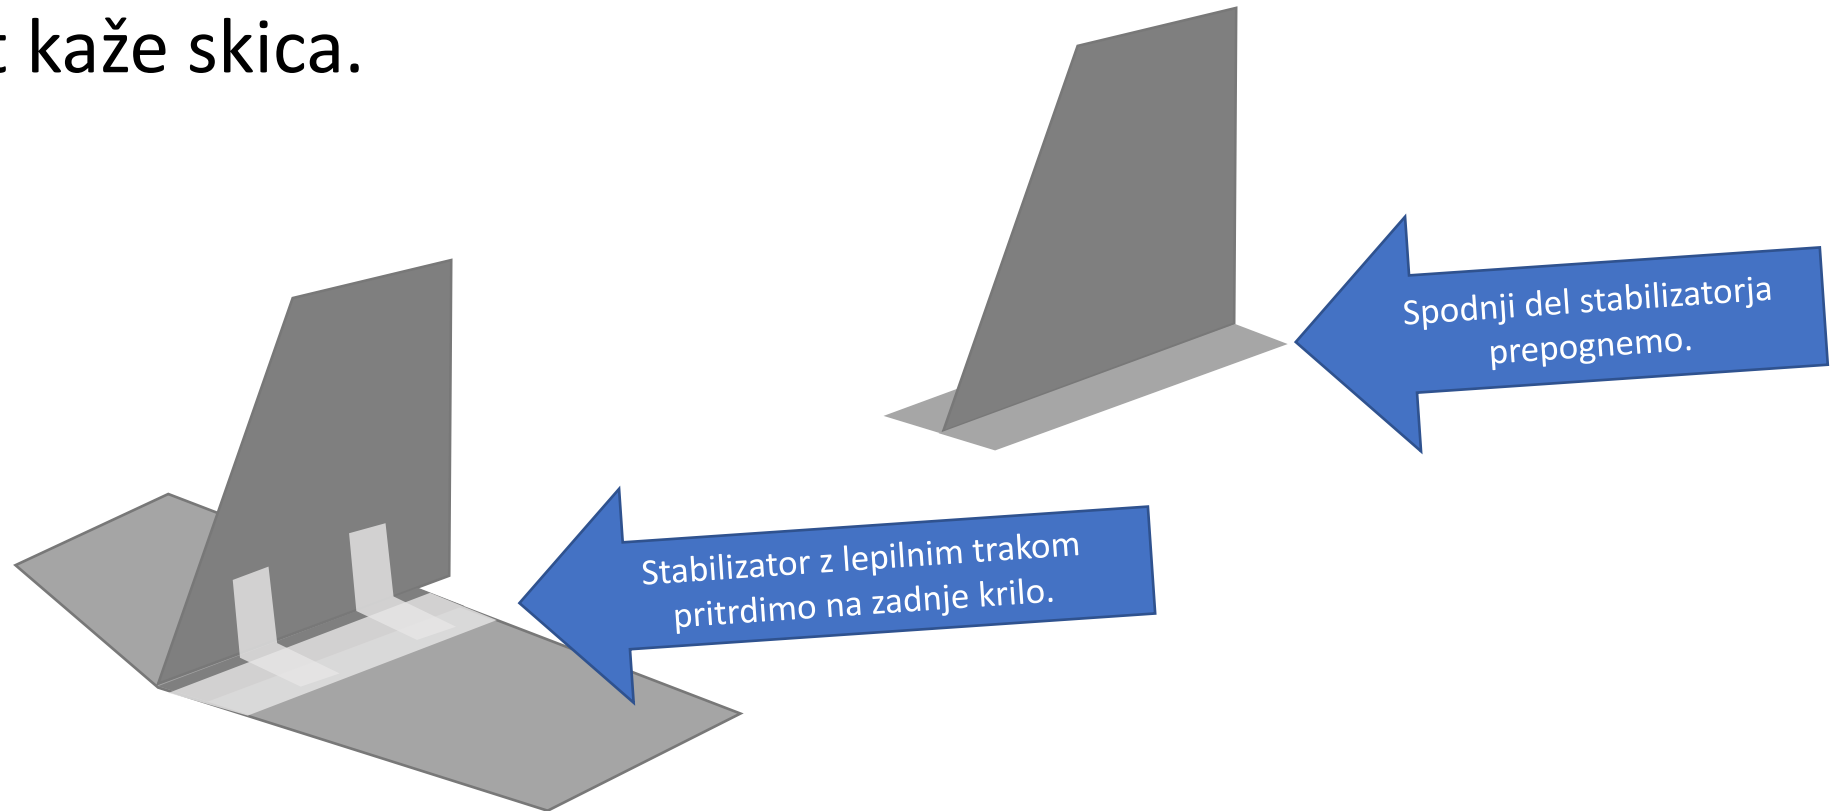 t kaže skica.
Spodnji del stabilizatorja
prepognemo.
Stabilizator z lepilnim trakom
pritrdimo na zadnje krilo.